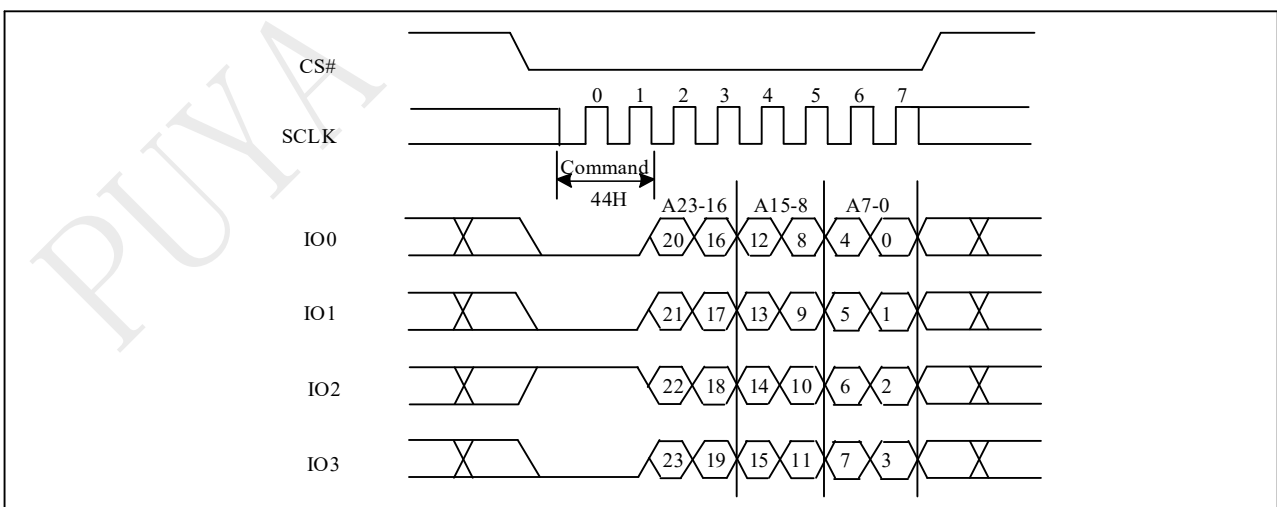 PUYA
CS#
0 1 2 3 4 5 6 7
SCLK
Command
44H
A23-16 A15-8 A7-0
IO0 20 16 12 8 4 0
IO1 21 17 13 9 5 1
IO2 22 18 14 10 6 2
IO3 23 19 15 11 7 3